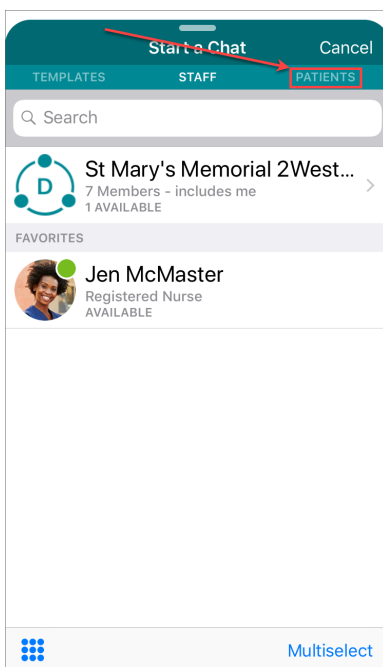 Start a Chat Cancel
TEMPLATES STAFF PATIENTS
Search
D
St Mary's Memorial 2West...
7 Members - includes me
1 AVAILABLE
FAVORITES
Jen McMaster
Registered Nurse
AVAILABLE
Multiselect